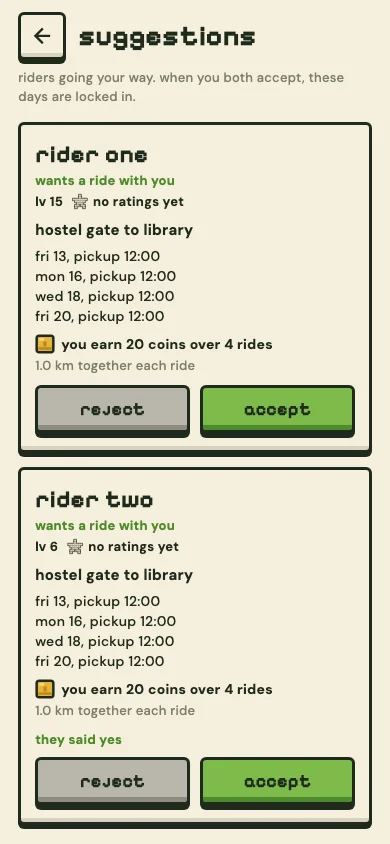 suggestions
riders going your way. when you both accept, these
days are locked in.
rider one
wants a ride with you
lv 15 no ratings yet
hostel gate to library
fri 13, pickup 12:00
mon 16, pickup 12:00
wed 18, pickup 12:00
fri 20, pickup 12:00
you earn 20 coins over 4 rides
1.0 km together each ride
reject accept
rider two
wants a ride with you
lv 6 no ratings yet
hostel gate to library
fri 13, pickup 12:00
mon 16, pickup 12:00
wed 18, pickup 12:00
fri 20, pickup 12:00
you earn 20 coins over 4 rides
1.0 km together each ride
they said yes
reject accept